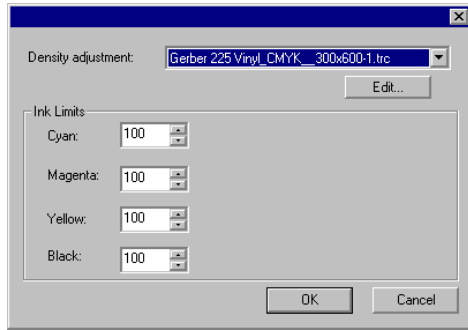 Density adjustment: Gerber 225 Vinyl_CMYK__300x600-1.trc
Edit...
Ink Limits
Cyan: 100
Magenta: 100
Yellow: 100
Black: 100
OK Cancel